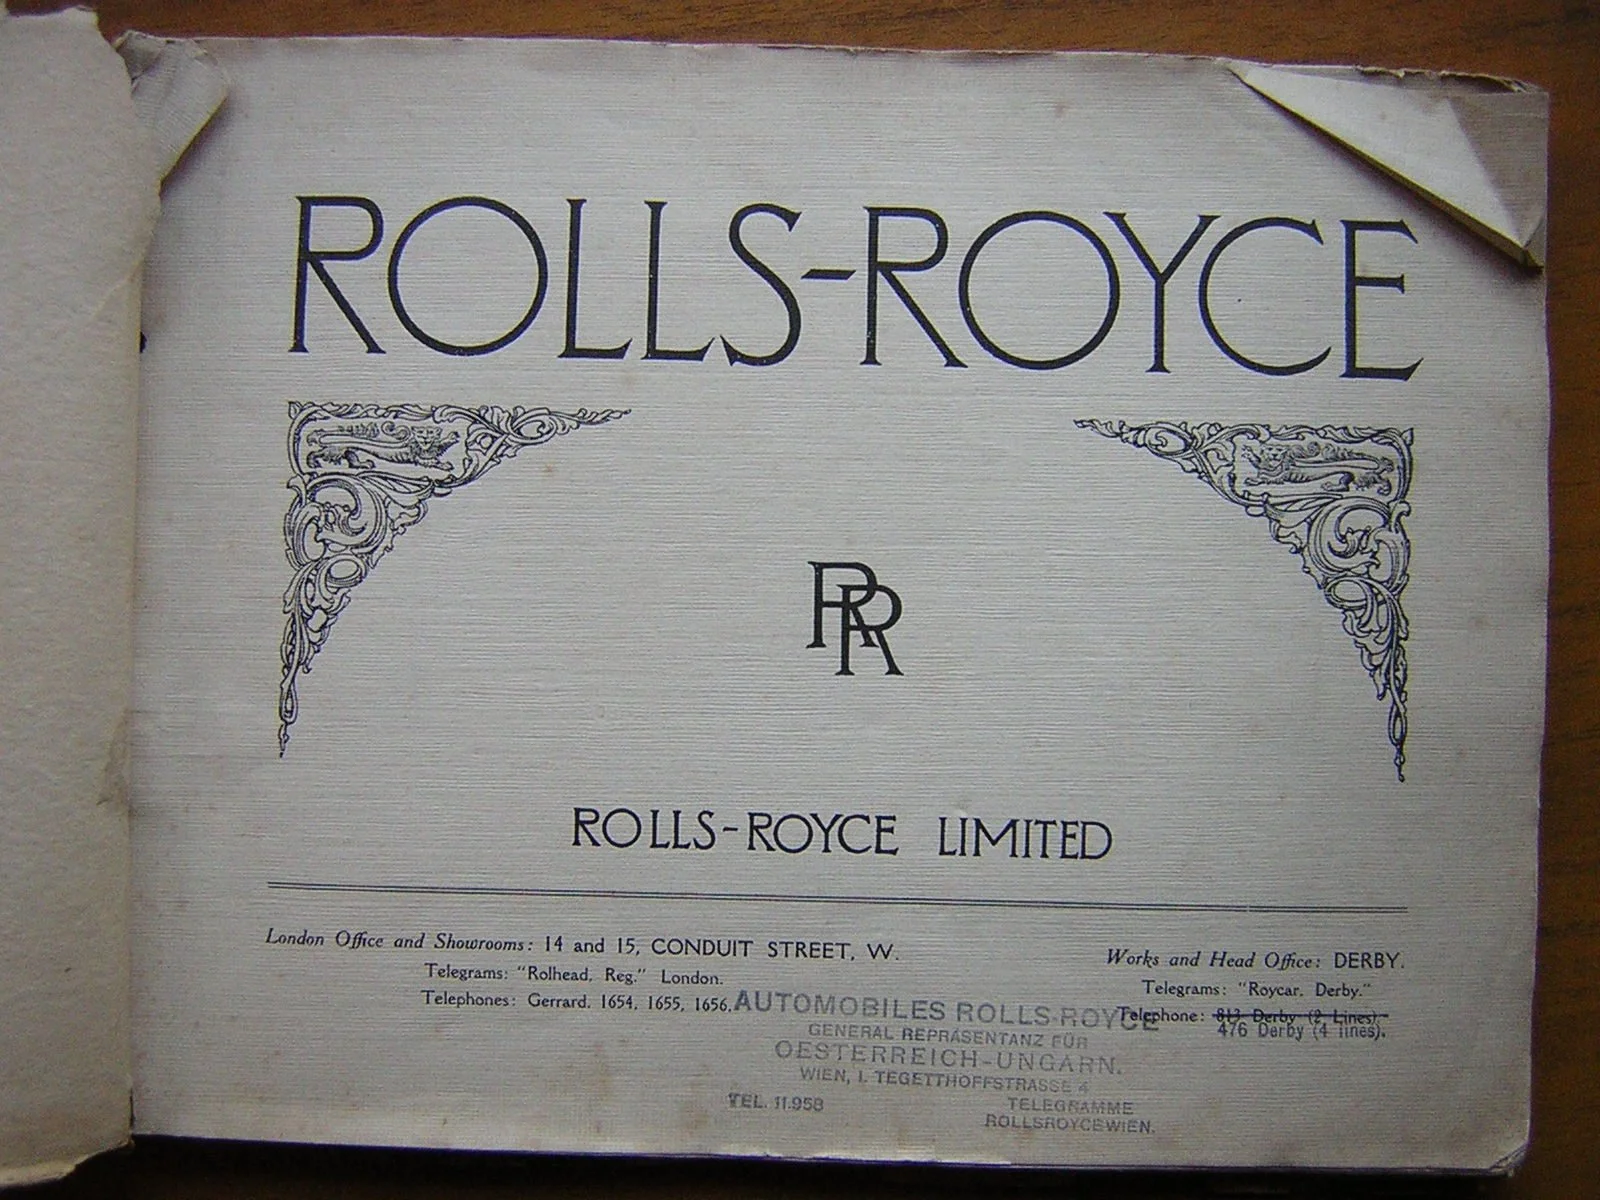 ROLLS-ROYCE
RR
ROLLS-ROYCE LIMITED
London Office and Showrooms: 14 and 15, CONDUIT STREET, W.
Telegrams: "Rolhead, Reg." London.
Telephones: Gerrard, 1654, 1655, 1656.
Works and Head Office: DERBY.
Telegrams: "Roycar, Derby."
Telephone: 813 Derby (2 Lines).
476 Derby (4 lines).
AUTOMOBILES ROLLS-ROYCE
GENERAL REPRÄSENTANZ FÜR
OESTERREICH-UNGARN.
WIEN, I. TEGETTHOFFSTRASSE 4
TEL. 11.958 TELEGRAMME
ROLLSROYCEWIEN.